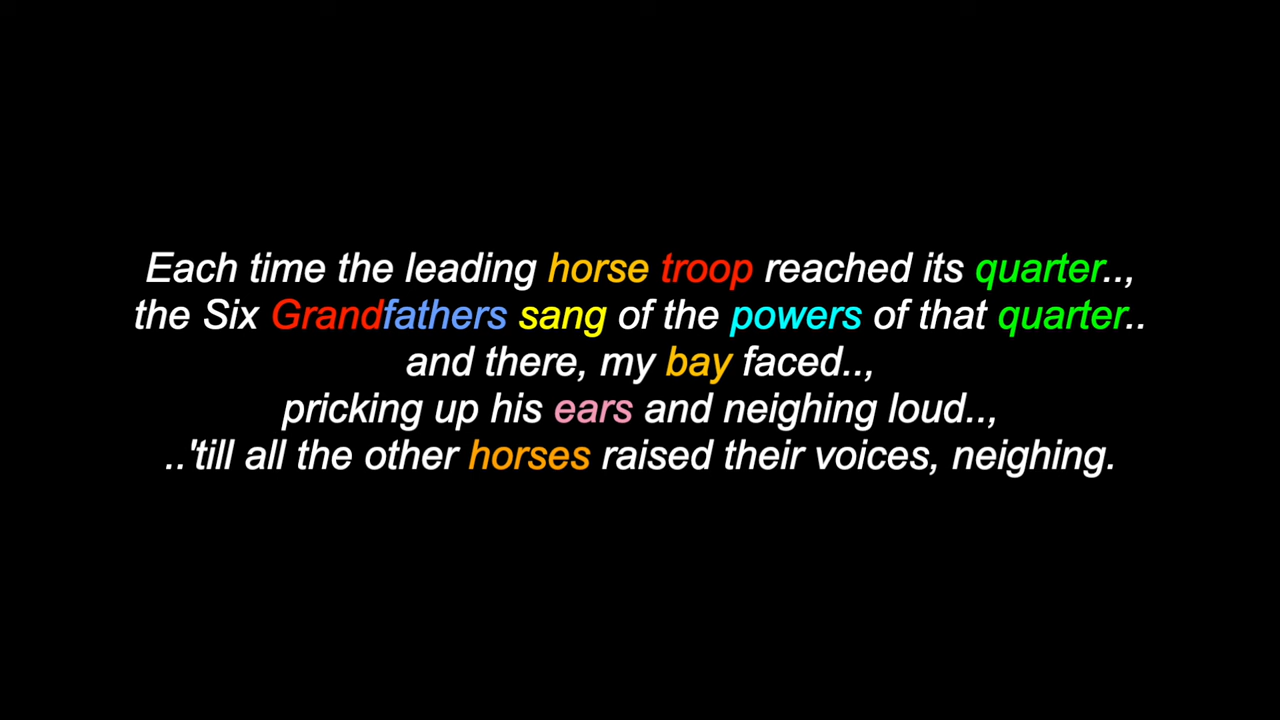 Each time the leading horse troop reached its quarter..,
the Six Grandfathers sang of the powers of that quarter..
and there, my bay faced..,
pricking up his ears and neighing loud..,
..'till all the other horses raised their voices, neighing.